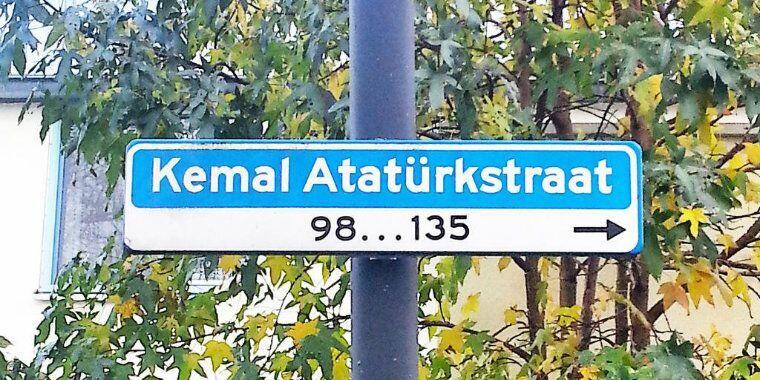 Kemal Atatürkstraat
98...135 →